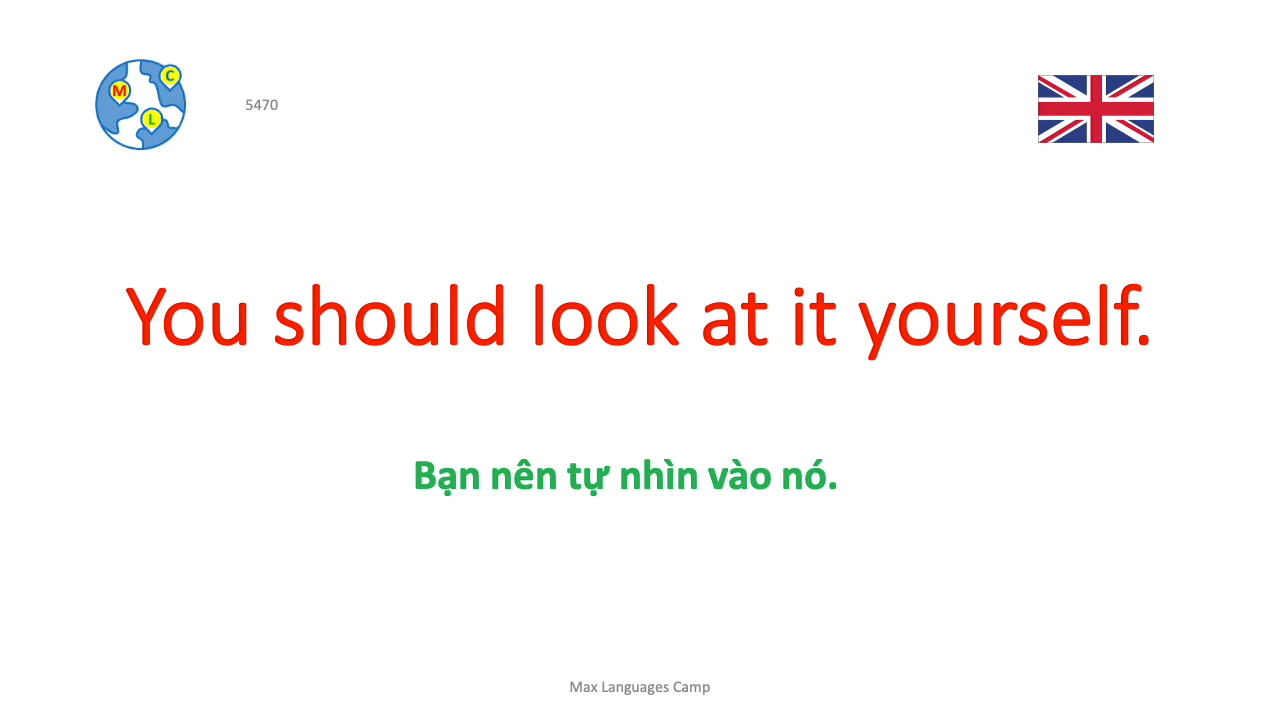 C
M
L
5470
You should look at it yourself.
Bạn nên tự nhìn vào nó.
Max Languages Camp